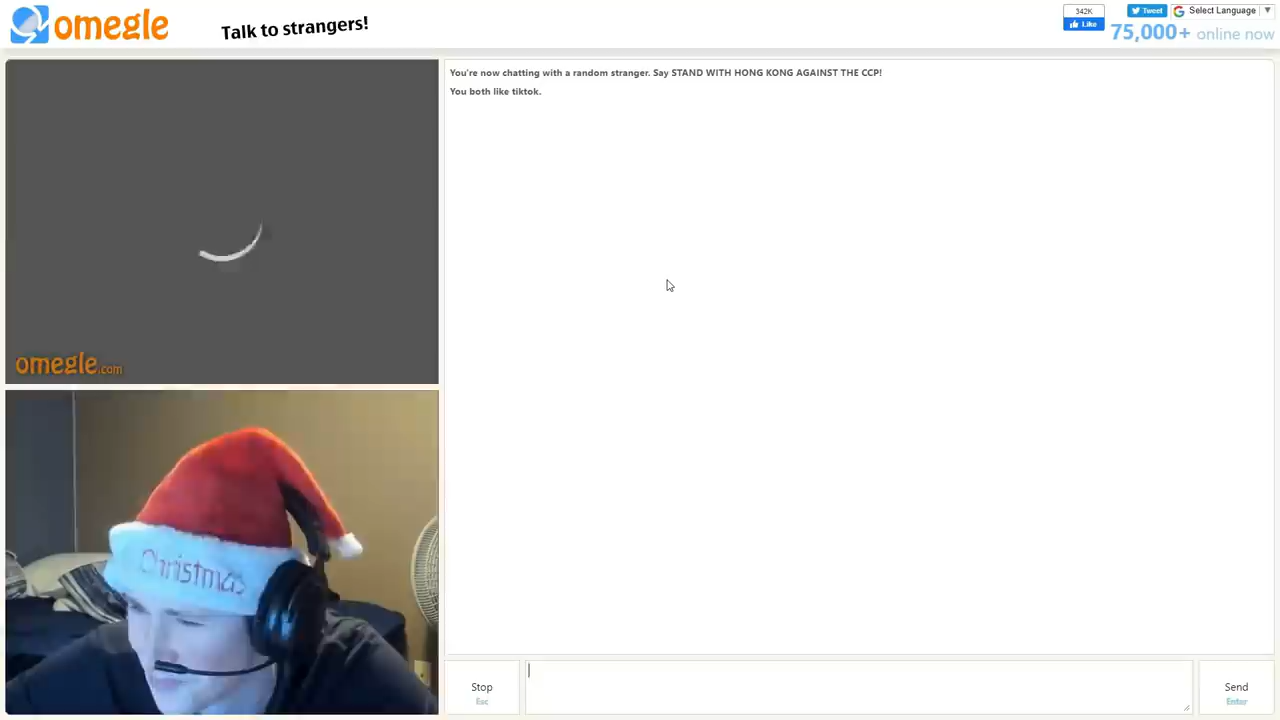 omegle
Talk to strangers!
342K
Like
Tweet
Select Language ▼
75,000+ online now
You're now chatting with a random stranger. Say STAND WITH HONG KONG AGAINST THE CCP!
You both like tiktok.
omegle.com
Christmas
Stop
Esc
Send
Enter